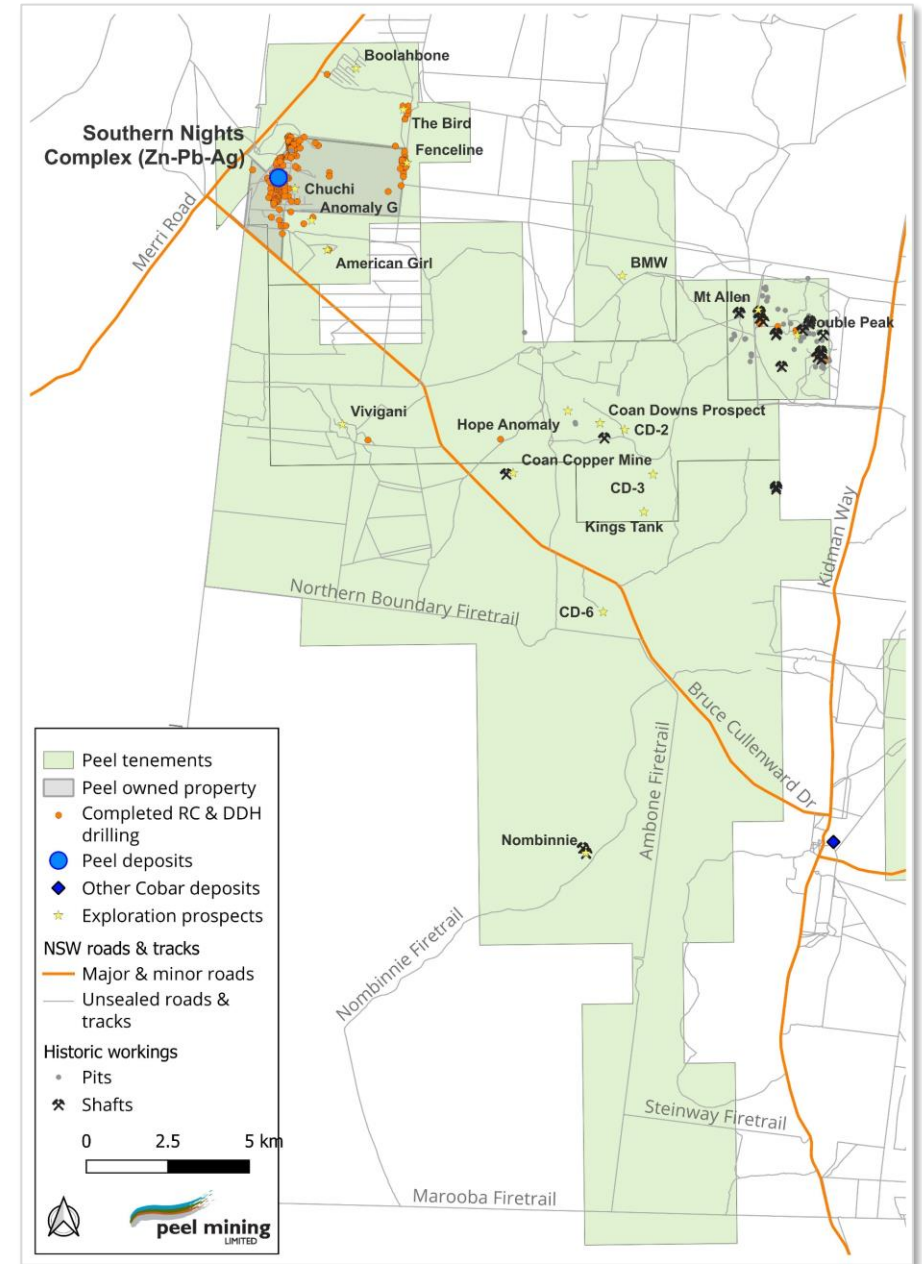 Boolahbone
The Bird
Southern Nights
Complex (Zn-Pb-Ag)
Fenceline
Chuchi
Anomaly G
American Girl
Merri Road
BMW
Mt Allen
ouble Peak
Vivigani
Hope Anomaly
Coan Downs Prospect
CD-2
Coan Copper Mine
CD-3
Kings Tank
Kidman Way
Northern Boundary Firetrail
CD-6
Bruce Cullenward Dr
Ambone Firetrail
Nombinnie
Nombinnie Firetrail
Steinway Firetrail
Marooba Firetrail
Peel tenements
Peel owned property
Completed RC & DDH
drilling
Peel deposits
Other Cobar deposits
Exploration prospects
NSW roads & tracks
Major & minor roads
Unsealed roads &
tracks
Historic workings
Pits
Shafts
0 2.5 5 km
peel mining
LIMITED